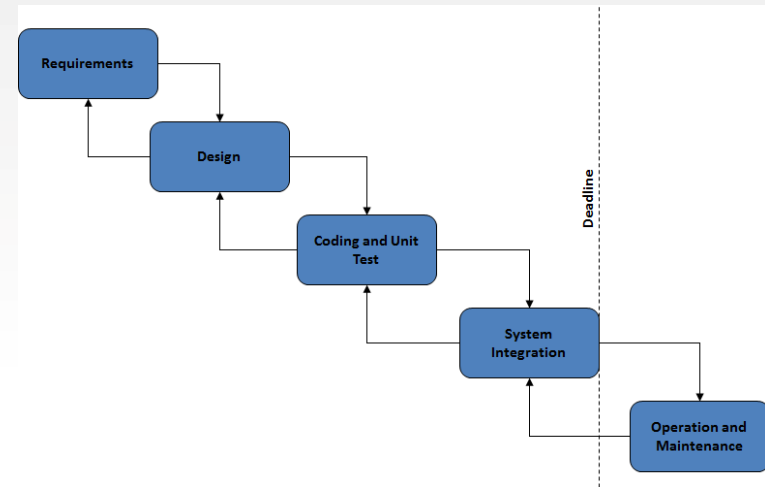 Requirements
Design
Deadline
Coding and Unit
Test
System
Integration
Operation and
Maintenance